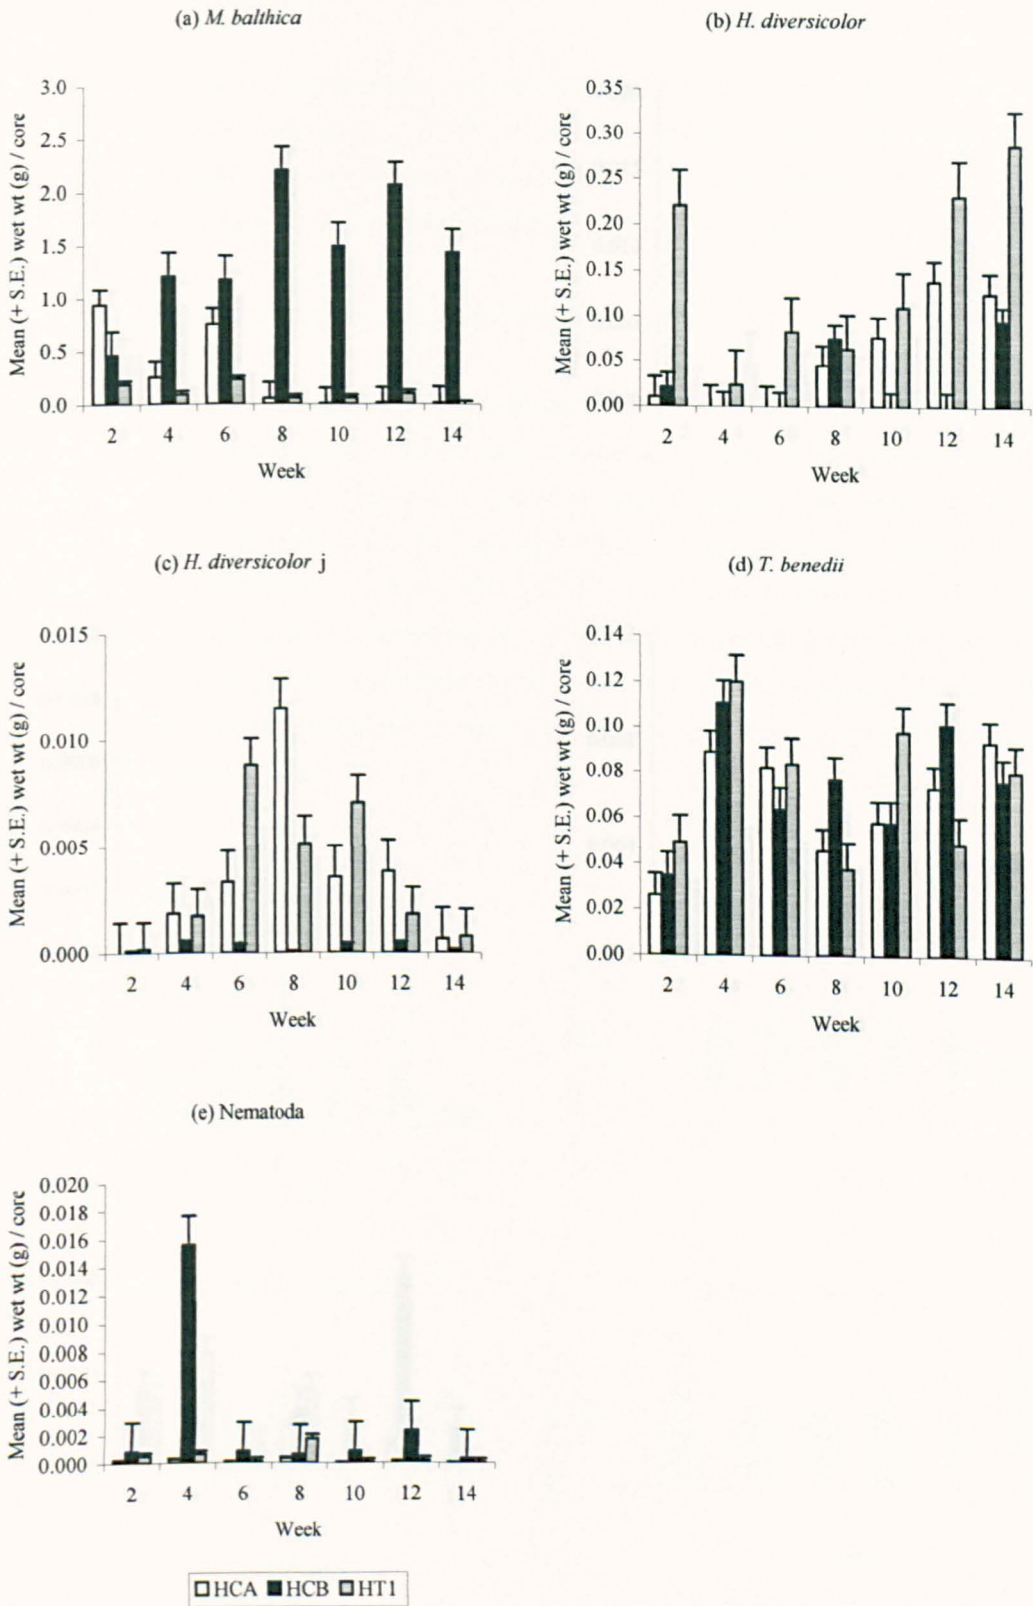 (a) M. balthica
Mean (+ S.E.) wet wt (g) / core
3.0
2.5
2.0
1.5
1.0
0.5
0.0
2 4 6 8 10 12 14
Week
(b) H. diversicolor
Mean (+ S.E.) wet wt (g) / core
0.35
0.30
0.25
0.20
0.15
0.10
0.05
0.00
2 4 6 8 10 12 14
Week
(c) H. diversicolor j
Mean (+ S.E.) wet wt (g) / core
0.015
0.010
0.005
0.000
2 4 6 8 10 12 14
Week
(d) T. benedii
Mean (+ S.E.) wet wt (g) / core
0.14
0.12
0.10
0.08
0.06
0.04
0.02
0.00
2 4 6 8 10 12 14
Week
(e) Nematoda
Mean (+ S.E.) wet wt (g) / core
0.020
0.018
0.016
0.014
0.012
0.010
0.008
0.006
0.004
0.002
0.000
2 4 6 8 10 12 14
Week
HCA HCB HT1